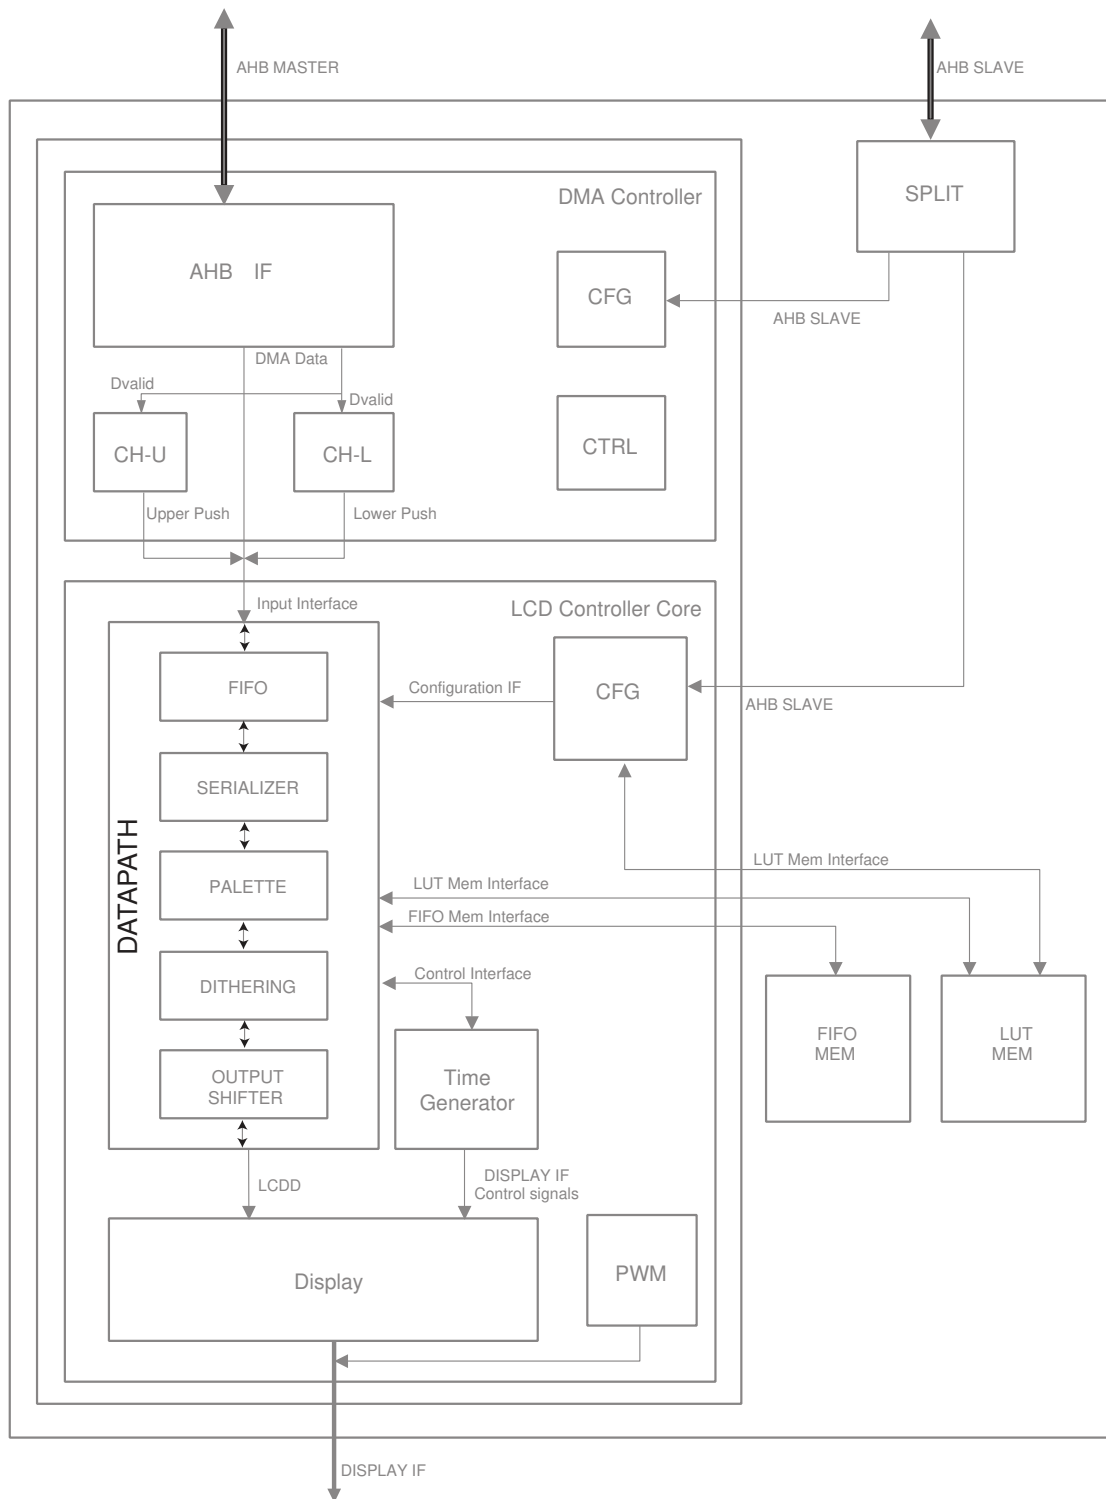 AHB MASTER
AHB SLAVE
DMA Controller
SPLIT
AHB IF
CFG
AHB SLAVE
DMA Data
Dvalid
Dvalid
CH-U
CH-L
CTRL
Upper Push
Lower Push
Input Interface
LCD Controller Core
FIFO
Configuration IF
CFG
AHB SLAVE
SERIALIZER
DATAPATH
PALETTE
LUT Mem Interface
LUT Mem Interface
FIFO Mem Interface
DITHERING
Control Interface
FIFO
MEM
LUT
MEM
OUTPUT
SHIFTER
Time
Generator
LCDD
DISPLAY IF
Control signals
Display
PWM
DISPLAY IF